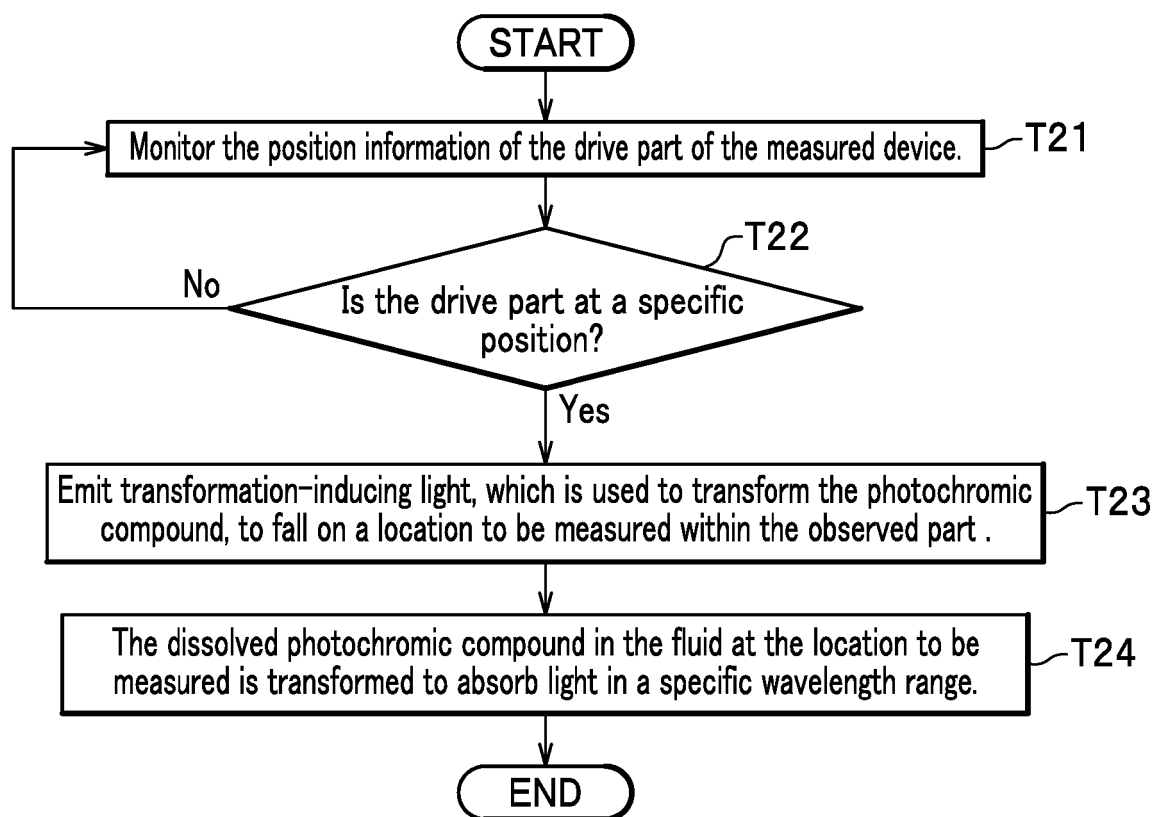 START
Monitor the position information of the drive part of the measured device.
T21
T22
No
Is the drive part at a specific
position?
Yes
Emit transformation-inducing light, which is used to transform the photochromic
compound, to fall on a location to be measured within the observed part .
T23
The dissolved photochromic compound in the fluid at the location to be
measured is transformed to absorb light in a specific wavelength range.
T24
END